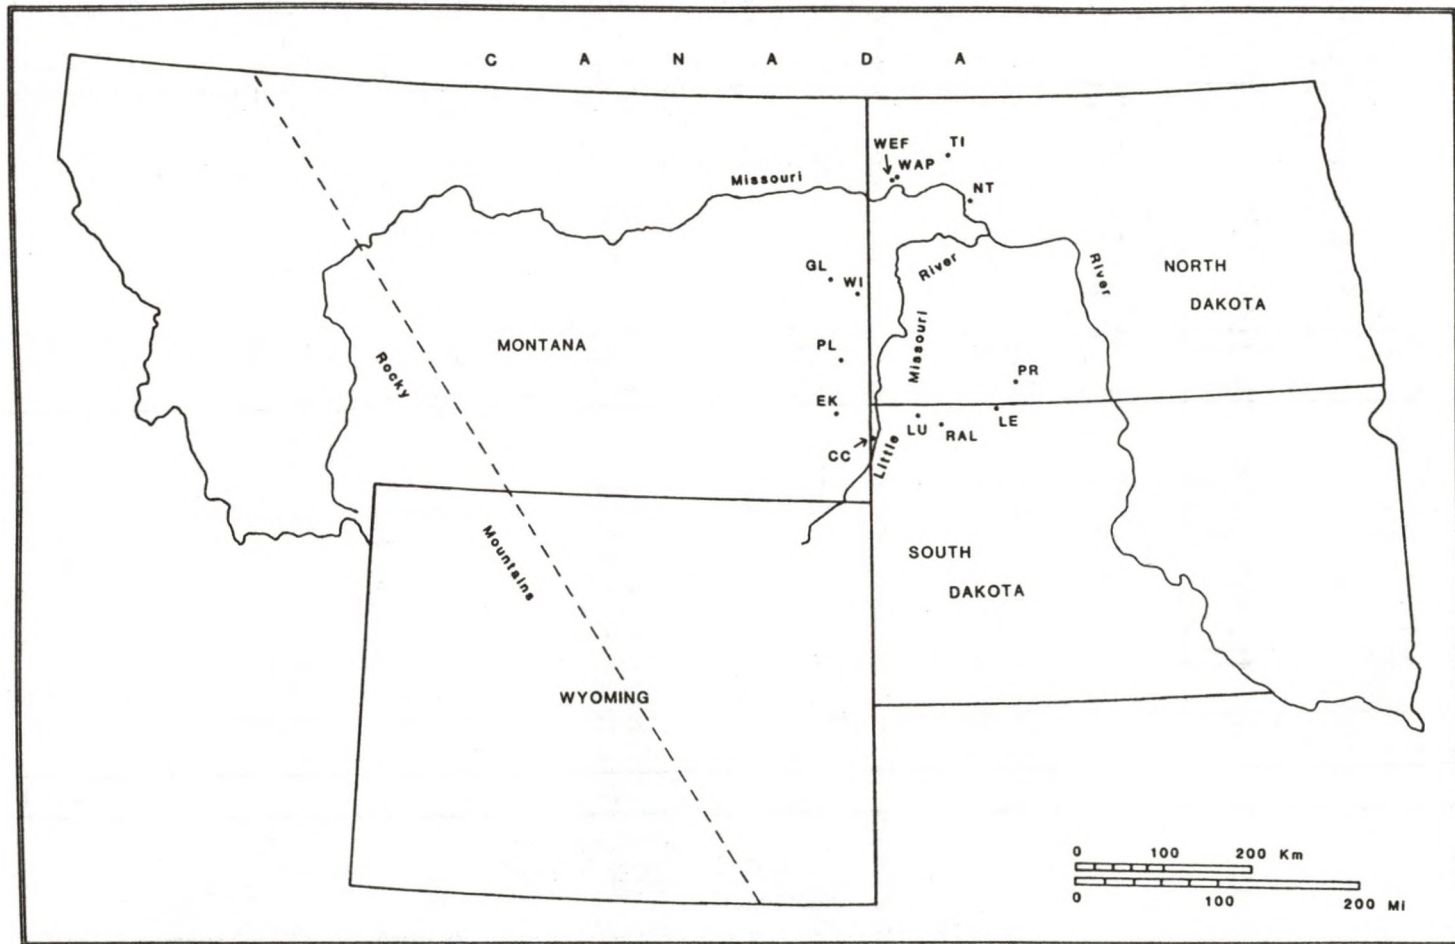 C A N A D A
WEF
TI
WAP
Missouri
NT
GL
WI
River
River
NORTH
DAKOTA
MONTANA
PL
Missouri
Rocky
PR
EK
LU
RAL
LE
CC
Little
Mountains
SOUTH
DAKOTA
WYOMING
0 100 200 Km
0 100 200 Mi